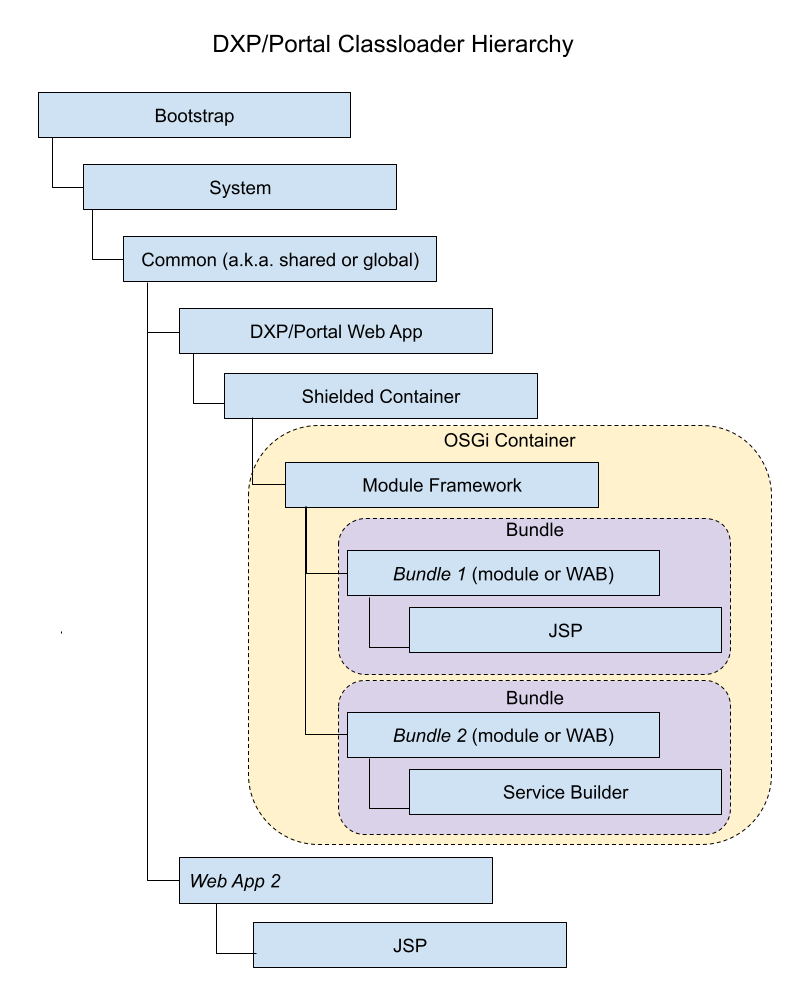 DXP/Portal Classloader Hierarchy
Bootstrap
System
Common (a.k.a. shared or global)
DXP/Portal Web App
Shielded Container
OSGi Container
Module Framework
Bundle
Bundle 1 (module or WAB)
JSP
Bundle
Bundle 2 (module or WAB)
Service Builder
Web App 2
JSP